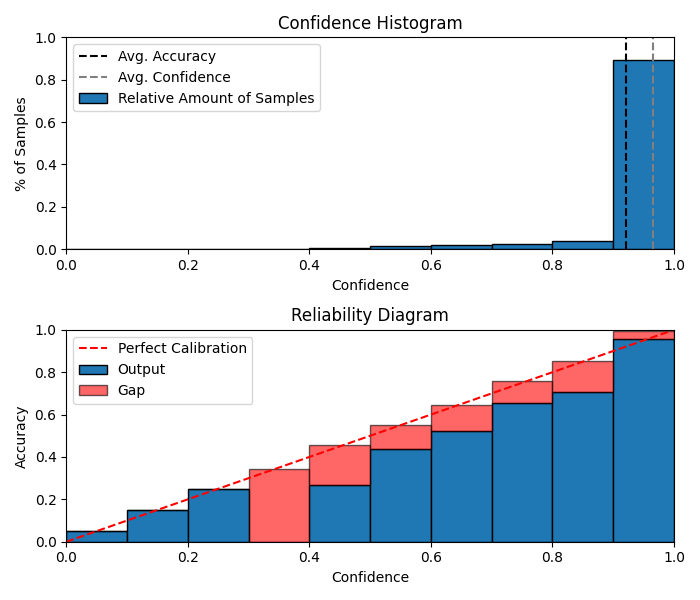 Confidence Histogram
1.0
0.8
0.6
0.4
0.2
0.0
% of Samples
Avg. Accuracy
Avg. Confidence
Relative Amount of Samples
0.0 0.2 0.4 0.6 0.8 1.0
Confidence
Reliability Diagram
1.0
0.8
0.6
0.4
0.2
0.0
Accuracy
Perfect Calibration
Output
Gap
0.0 0.2 0.4 0.6 0.8 1.0
Confidence